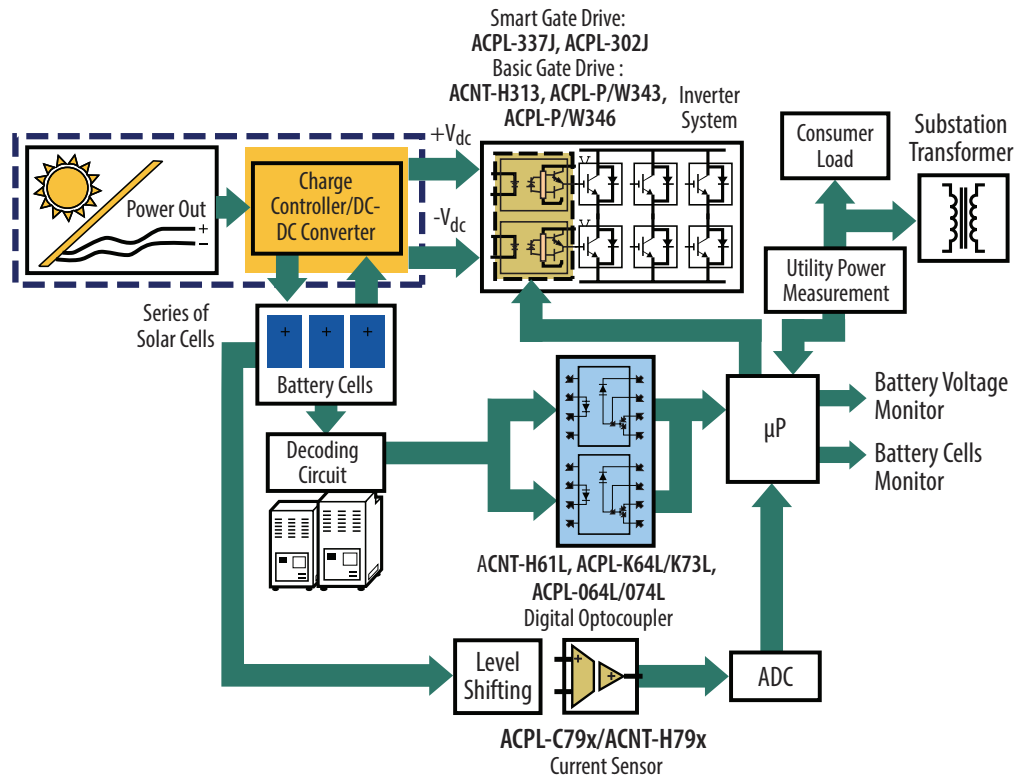 Smart Gate Drive:
ACPL-337J, ACPL-302J
Basic Gate Drive :
ACNT-H313, ACPL-P/W343,
ACPL-P/W346
Inverter
System
+Vdc
-Vdc
Power Out
+
–
Charge
Controller/DC-
DC Converter
Consumer
Load
Substation
Transformer
Utility Power
Measurement
Series of
Solar Cells
+ + +
Battery Cells
Decoding
Circuit
µP
Battery Voltage
Monitor
Battery Cells
Monitor
ACNT-H61L, ACPL-K64L/K73L,
ACPL-064L/074L
Digital Optocoupler
Level
Shifting
+
+
ADC
ACPL-C79x/ACNT-H79x
Current Sensor